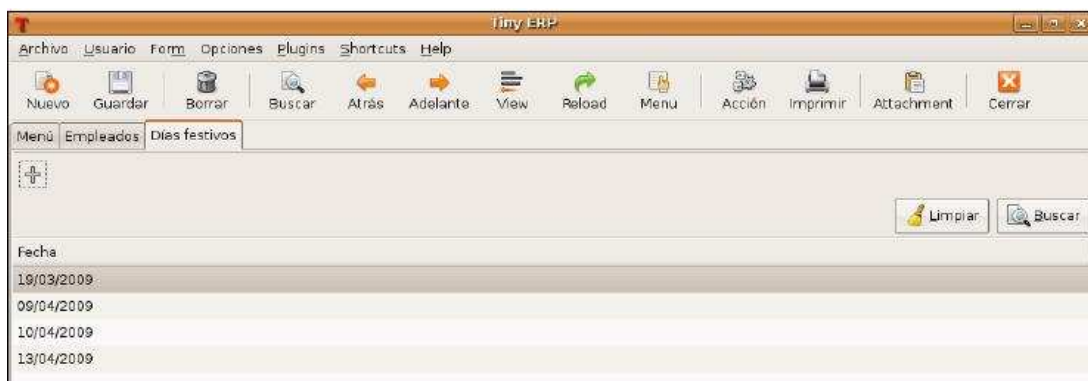 Tiny ERP
Archivo Usuario Form Opciones Plugins Shortcuts Help
Nuevo Guardar Borrar Buscar Atrás Adelante View Reload Menu Acción Imprimir Attachment Cerrar
Menú Empleados Días festivos
Limpiar Buscar
Fecha
19/03/2009
09/04/2009
10/04/2009
13/04/2009